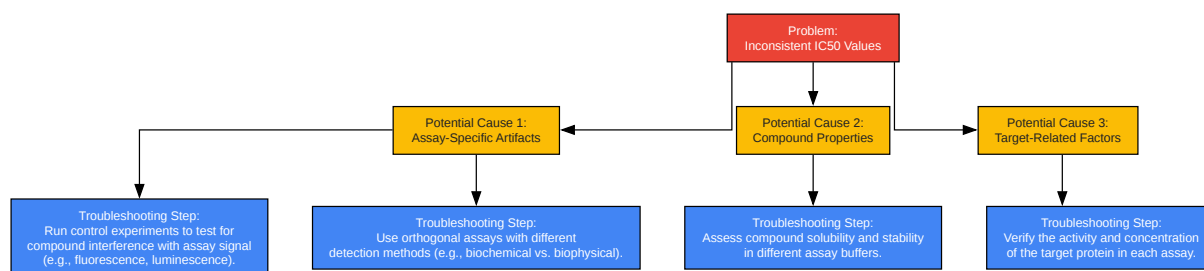 Problem:
Inconsistent IC50 Values
Potential Cause 1:
Assay-Specific Artifacts
Potential Cause 2:
Compound Properties
Potential Cause 3:
Target-Related Factors
Troubleshooting Step:
Run control experiments to test for
compound interference with assay signal
(e.g., fluorescence, luminescence).
Troubleshooting Step:
Use orthogonal assays with different
detection methods (e.g., biochemical vs. biophysical).
Troubleshooting Step:
Assess compound solubility and stability
in different assay buffers.
Troubleshooting Step:
Verify the activity and concentration
of the target protein in each assay.